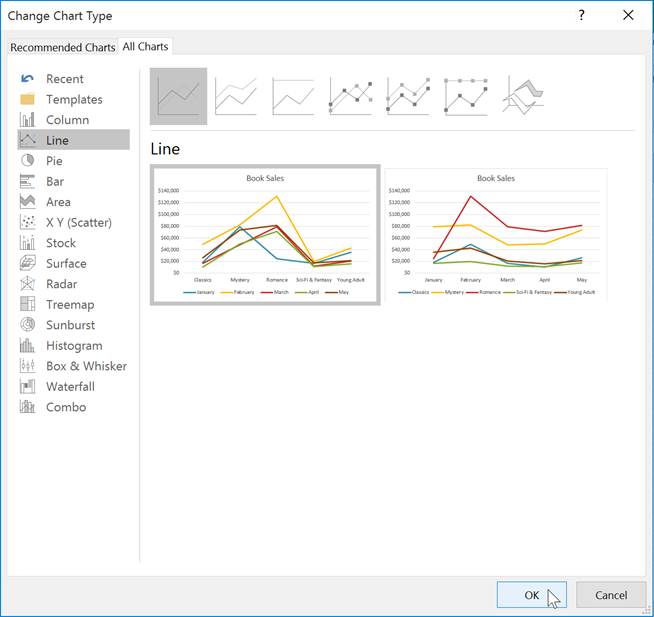 Change Chart Type
?
Recommended Charts All Charts
Recent
Templates
Column
Line
Pie
Bar
Area
X Y (Scatter)
Stock
Surface
Radar
Treemap
Sunburst
Histogram
Box & Whisker
Waterfall
Combo
Line
Book Sales
$140,000
$120,000
$100,000
$80,000
$60,000
$40,000
$20,000
$0
Classics Mystery Romance Sci-Fi & Fantasy Young Adult
January February March April May
Book Sales
$140,000
$120,000
$100,000
$80,000
$60,000
$40,000
$20,000
$0
January February March April May
Classics Mystery Romance Sci-Fi & Fantasy Young Adult
OK Cancel